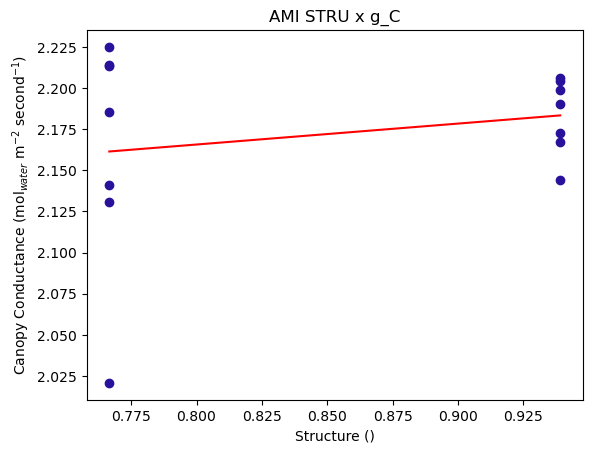 AMI STRU x g_C
Canopy Conductance (mol$_{water}$ m$^{-2}$ second$^{-1}$)
2.225
2.200
2.175
2.150
2.125
2.100
2.075
2.050
2.025
0.775 0.800 0.825 0.850 0.875 0.900 0.925
Structure ()